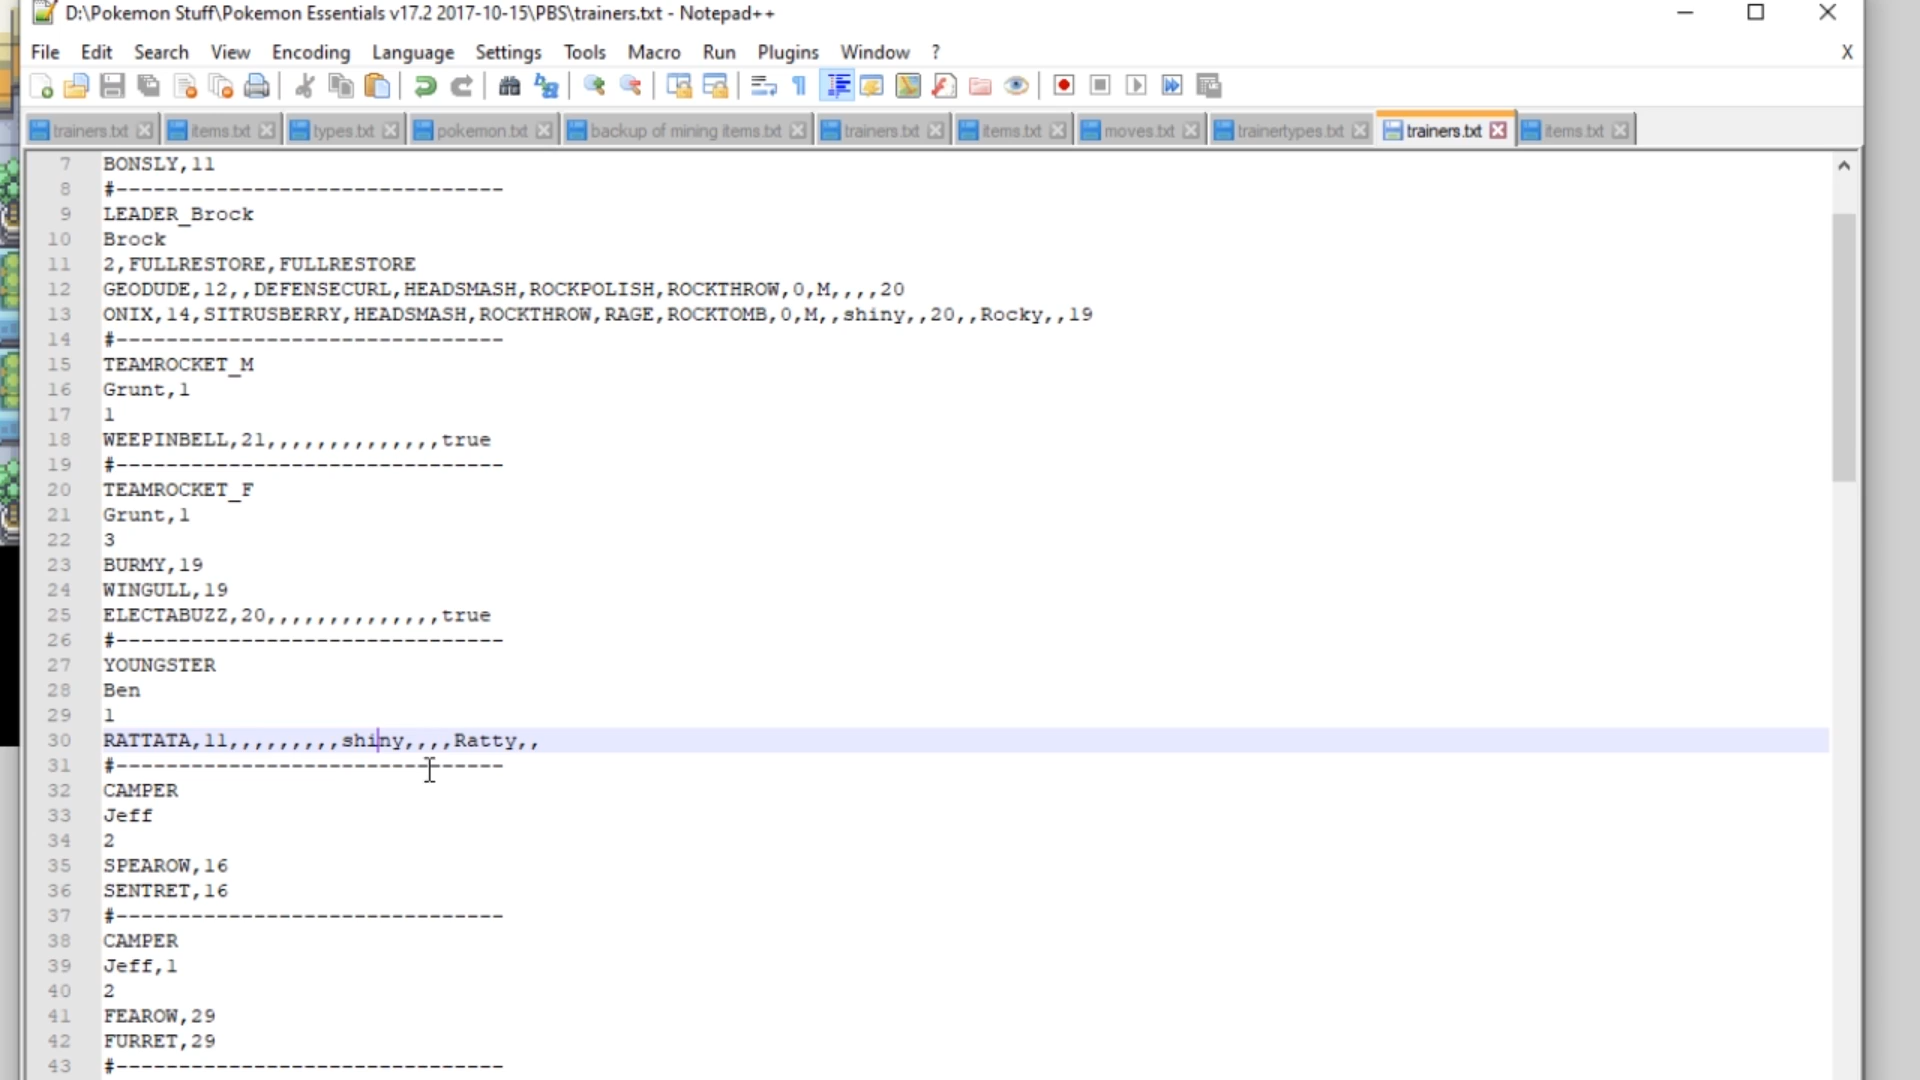 D:\Pokemon Stuff\Pokemon Essentials v17.2 2017-10-15\PBS\trainers.txt - Notepad++
File Edit Search View Encoding Language Settings Tools Macro Run Plugins Window ? X
trainers.txt items.txt types.txt pokemon.txt backup of mining items.txt trainers.txt items.txt moves.txt trainertypes.txt trainers.txt items.txt
7 BONSLY,11
8 #-------------------------------
9 LEADER_Brock
10 Brock
11 2,FULLRESTORE,FULLRESTORE
12 GEODUDE,12,,DEFENSECURL,HEADSMASH,ROCKPOLISH,ROCKTHROW,0,M,,,,20
13 ONIX,14,SITRUSBERRY,HEADSMASH,ROCKTHROW,RAGE,ROCKTOMB,0,M,,shiny,,20,,Rocky,,19
14 #-------------------------------
15 TEAMROCKET_M
16 Grunt,1
17 1
18 WEEPINBELL,21,,,,,,,,,,,,,,true
19 #-------------------------------
20 TEAMROCKET_F
21 Grunt,1
22 3
23 BURMY,19
24 WINGULL,19
25 ELECTABUZZ,20,,,,,,,,,,,,,,true
26 #-------------------------------
27 YOUNGSTER
28 Ben
29 1
30 RATTATA,11,,,,,,,,,shiny,,,,Ratty,,
31 #-------------------------------
32 CAMPER
33 Jeff
34 2
35 SPEAROW,16
36 SENTRET,16
37 #-------------------------------
38 CAMPER
39 Jeff,1
40 2
41 FEAROW,29
42 FURRET,29
43 #-------------------------------